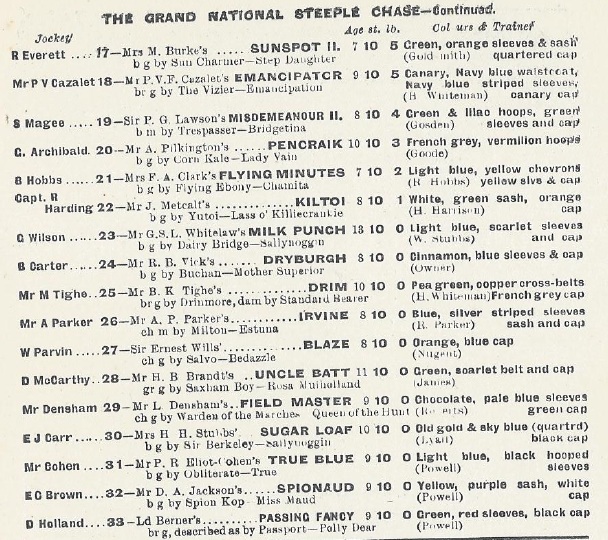 THE GRAND NATIONAL STEEPLE CHASE—Continued.
Jockey Age st. lb. Col urs & Trainer
R Everett .... 17—Mrs M. Burke's ..... SUNSPOT II. 7 10 5 Green, orange sleeves & sash
b g by Sun Charmer—Step Daughter (Gold mith) quartered cap
Mr P V Cazalet 18—Mr P.V.F. Cazalet's EMANCIPATOR 9 10 5 Canary, Navy blue waistcoat,
br g by The Vizier—Emancipation Navy blue striped sleeves,
(H Whiteman) canary cap
S Magee .... 19—Sir P. G. Lawson's MISDEMEANOUR II. 8 10 4 Green & lilac hoops, green
b m by Trespasser—Bridgetina (Gosden) sleeves and cap
G. Archibald. 20—Mr A. Pilkington's ..... PENCRAIK 10 10 3 French grey, vermilion hoops
b g by Corn Kale—Lady Vain (Goode)
B Hobbs .....21—Mrs F. A. Clark's FLYING MINUTES 7 10 2 Light blue, yellow chevrons
b g by Flying Ebony—Chamita (R Hobbs) yellow slvs & cap
Capt. R
Harding 22—Mr J. Metcalf's .......... KILTOI 8 10 1 White, green sash, orange
b g by Yutoi—Lass o' Killiecrankie (H. Harrison) cap
G Wilson .....23—Mr G.S.L. Whitelaw's MILK PUNCH 13 10 0 Light blue, scarlet sleeves
b g by Dairy Bridge—Sallynoggin (W. Stubbs) and cap
B Carter .....24—Mr R. B. Vick's ...... DRYBURGH 8 10 0 Cinnamon, blue sleeves & cap
b g by Buchan—Mother Superior (Owner)
Mr M Tighe..25—Mr B. K Tighe's ............. DRIM 10 10 0 Pea green, copper cross-belts
br g by Drinmore, dam by Standard Bearer (H. Whiteman) French grey cap
Mr A Parker 26—Mr A. P. Parker's........... IRVINE 8 10 0 Blue, silver striped sleeves
ch m by Milton—Estuna (R. Parker) sash and cap
W Parvin .....27—Sir Ernest Wills' ........... BLAZE 8 10 0 Orange, blue cap
ch g by Salvo—Bedazzle (Nugent)
D McCarthy..28—Mr H. B Brandt's .. UNCLE BATT 11 10 0 Green, scarlet belt and cap
gr g by Saxham Boy—Rosa Mulholland (James)
Mr Densham 29—Mr L. Densham's..FIELD MASTER 9 10 0 Chocolate, pale blue sleeves
ch g by Warden of the Marches Queen of the Hunt green cap
E J Carr .....30—Mrs H H. Stubbs' SUGAR LOAF 10 10 0 Old gold & sky blue (quartrd)
b g by Sir Berkeley—Sallynoggin (Lyall) black cap
Mr Cohen ....31—Mr P. R Eliot-Cohen's TRUE BLUE 9 10 0 Light blue, black hooped
b g by Obliterate—True (Powell) sleeves
E C Brown.....32—Mr D. A. Jackson's...... SPIONAUD 9 10 0 Yellow, purple sash, white
b g by Spion Kop- Miss Maud (Powell) cap
D Holland....33—Ld Berner's........ PASSING FANCY 9 10 0 Green, red sleeves, black cap
br g, described as by Passport—Polly Dear (Powell)